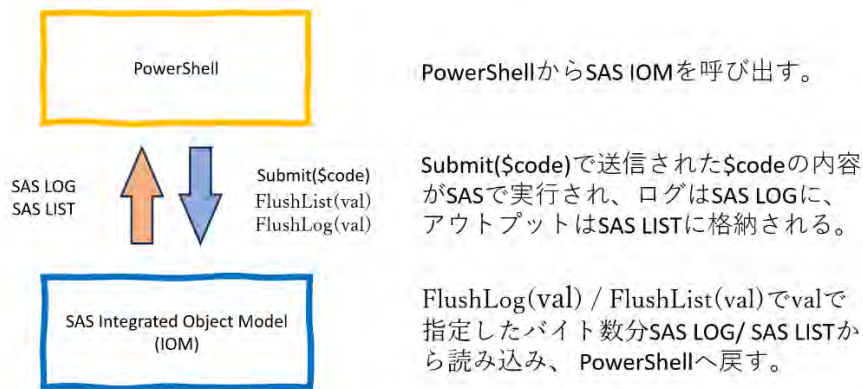 PowerShell
PowerShellからSAS IOMを呼び出す。
SAS LOG
SAS LIST
Submit($code)
FlushList(val)
FlushLog(val)
Submit($code)で送信された$codeの内容
がSASで実行され、ログはSAS LOGに、
アウトプットはSAS LISTに格納される。
SAS Integrated Object Model
(IOM)
FlushLog(val) / FlushList(val)でvalで
指定したバイト数分SAS LOG/ SAS LISTか
ら読み込み、 PowerShellへ戻す。